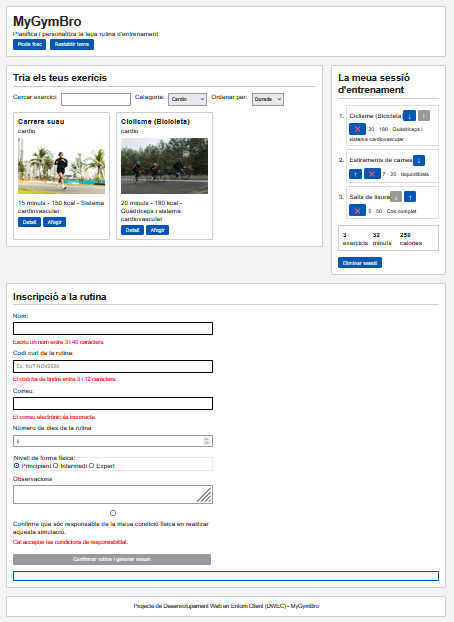 MyGymBro
Planifica i personalitza la teua rutina d'entrenament
Mode fosc
Restablir tema
Tria els teus exericis
Cercar exercici:
Categoria:
Cardio
Ordenar per:
Durada
Carrera suau
cardio
15 minuts - 150 kcal - Sistema
cardiovascular
Detall
Afegir
Ciclisme (Bicicleta)
cardio
20 minuts - 180 kcal -
Quàdriceps i sistema
cardiovascular
Detall
Afegir
La meua sessió
d'entrenament
1. Ciclisme (Bicicleta ↓ ↑
❌ 20 · 180 · Quàdriceps i
sistema cardiovascular
2. Estiraments de cames ↓
↑ ❌ 7 · 20 · Isquiotibials
3. Salts de tisora ↓ ↑
❌ 5 · 50 · Cos complet
3 32 250
exercicis minuts calories
Eliminar sessió
Inscripció a la rutina
Nom:
Escriu un nom entre 3 i 40 caràcters.
Codi curt de la rutina:
Ex: RUT-NOV2026
El codi ha de tindre entre 3 i 12 caràcters.
Correu:
El correu electrònic és incorrecte.
Número de dies de la rutina
1
Nivell de forma física:
Principiant Intermedi Expert
Observacions
Confirme que sóc responsable de la meua condició física en realitzar
aquesta simulació.
Cal acceptar les condicions de responsabilitat.
Confirmar rutina i generar resum
Projecte de Desenvolupament Web en Entorn Client (DWEC) - MyGymBro